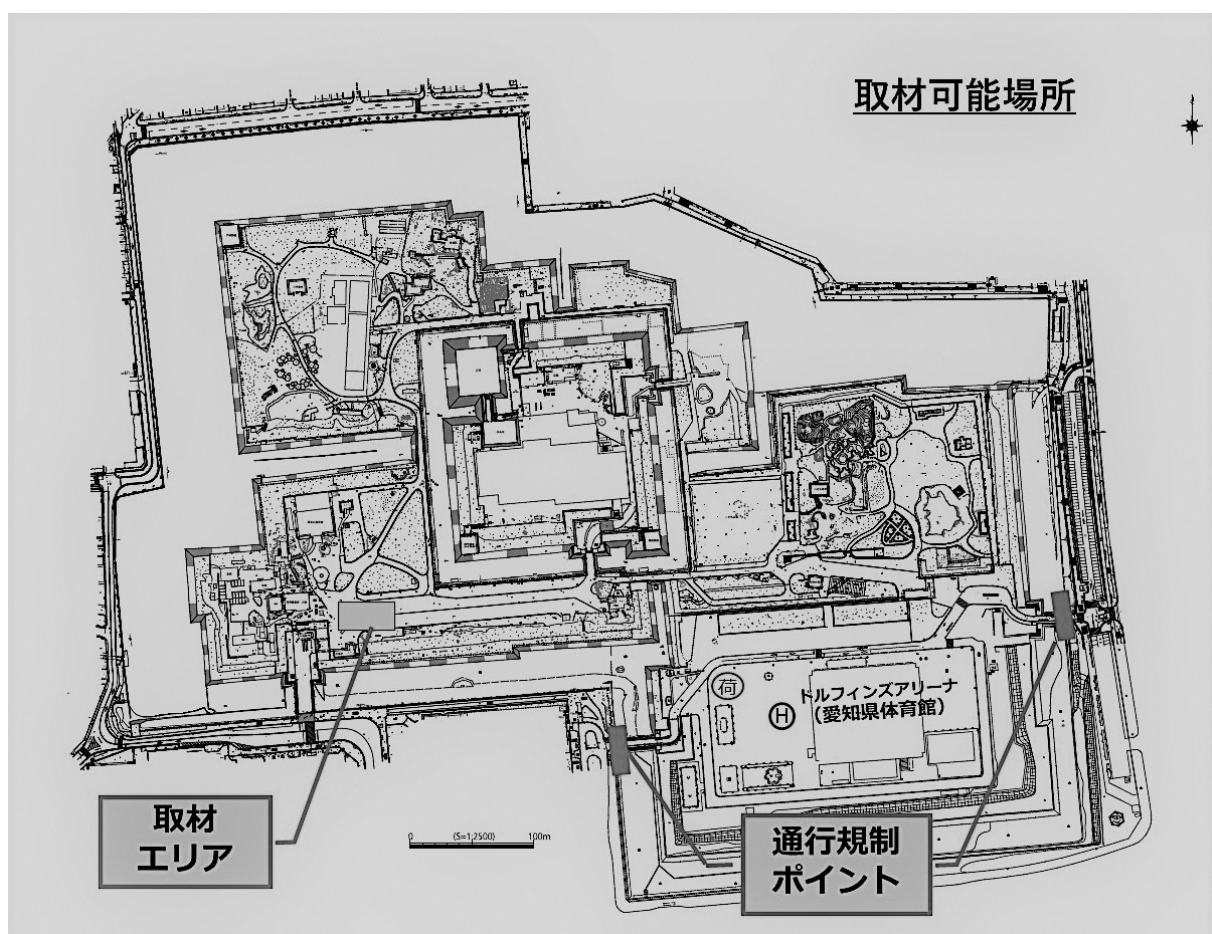 取材可能場所
荷
H
ドルフィンズアリーナ
(愛知県体育館)
取材
エリア
0 (S=1:2500) 100m
通行規制
ポイント